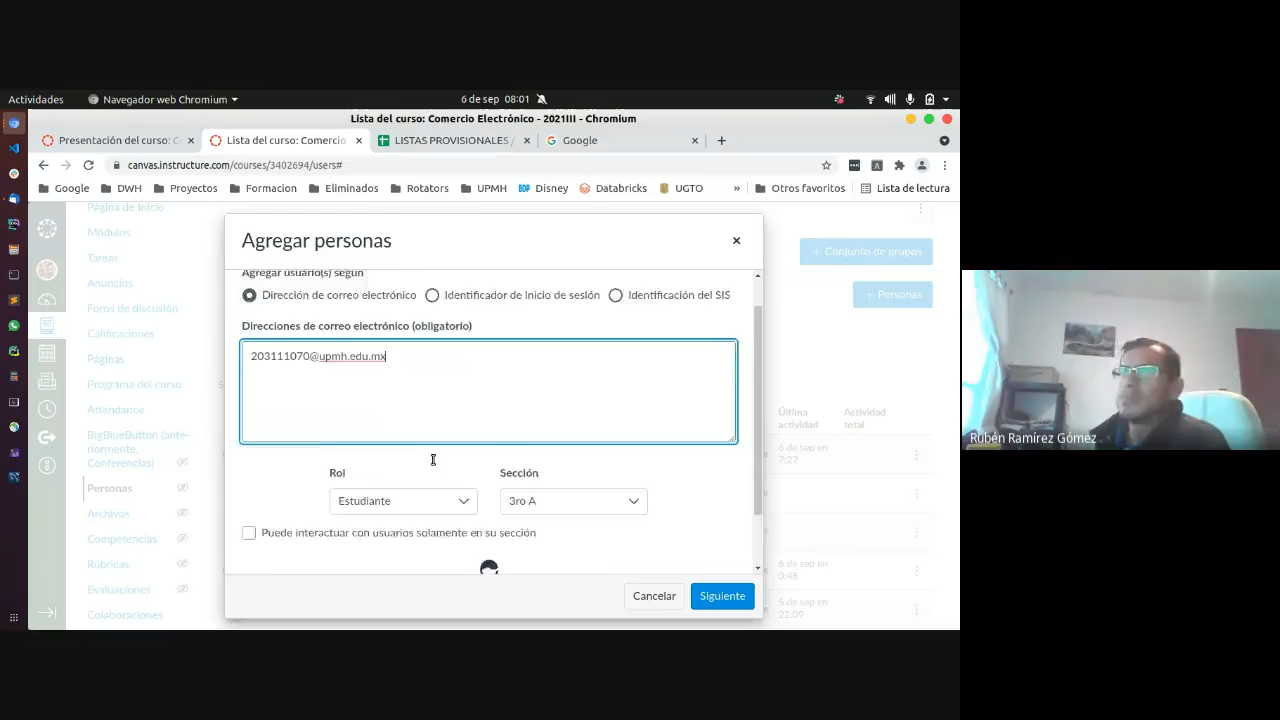 Actividades
Navegador web Chromium
6 de sep 08:01
Lista del curso: Comercio Electrónico - 2021III - Chromium
Presentación del curso: C
Lista del curso: Comercio
LISTAS PROVISIONALES /
Google
canvas.instructure.com/courses/3402694/users#
Google
DWH
Proyectos
Formacion
Eliminados
Rotators
UPMH
BDP Disney
Databricks
UGTO
»
Otros favoritos
Lista de lectura
Página de Inicio
Módulos
Tareas
Anuncios
Foros de discusión
Calificaciones
Páginas
Programa del curso
Attendance
BigBlueButton (ante-
riormente,
Conferencias)
Personas
Archivos
Competencias
Rúbricas
Evaluaciones
Colaboraciones
Agregar personas
Agregar usuario(s) según
Dirección de correo electrónico
Identificador de inicio de sesión
Identificación del SIS
Direcciones de correo electrónico (obligatorio)
203111070@upmh.edu.mx
Rol
Sección
Estudiante
3ro A
Puede interactuar con usuarios solamente en su sección
Cancelar
Siguiente
+ Conjunto de grupos
+ Personas
Última
actividad
Actividad
total
6 de sep en
7:27
6 de sep en
0:48
5 de sep en
22:09
Rubén Ramírez Gómez